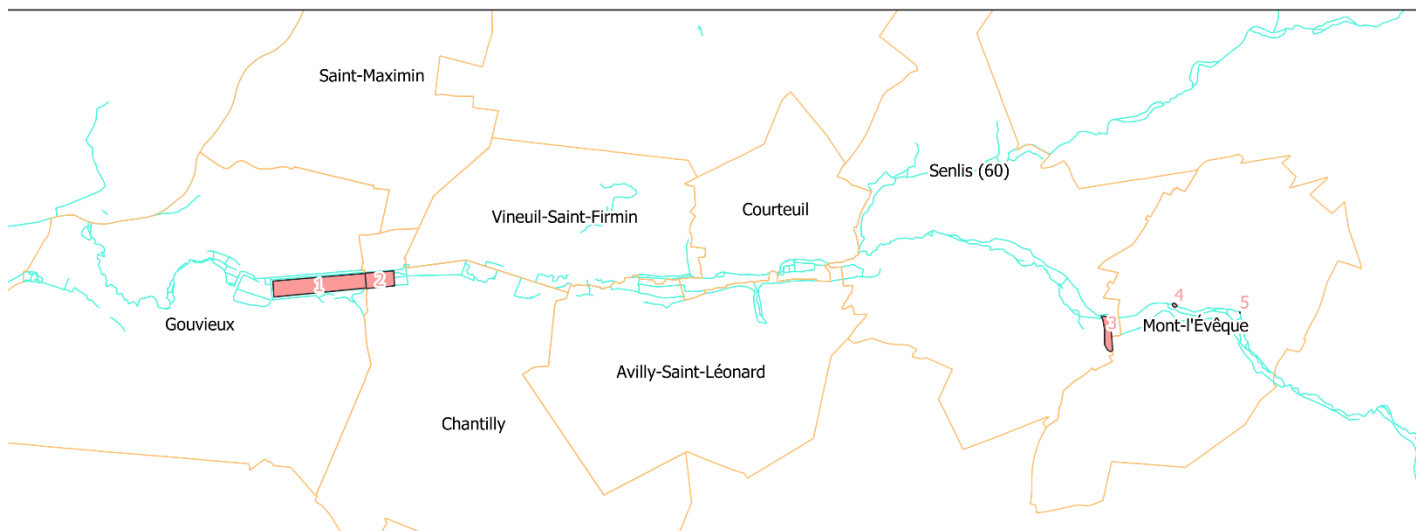 Saint-Maximin
Senlis (60)
Vineuil-Saint-Firmin
Courteuil
1
2
4
5
3
Gouvieux
Mont-l'Évêque
Avilly-Saint-Léonard
Chantilly